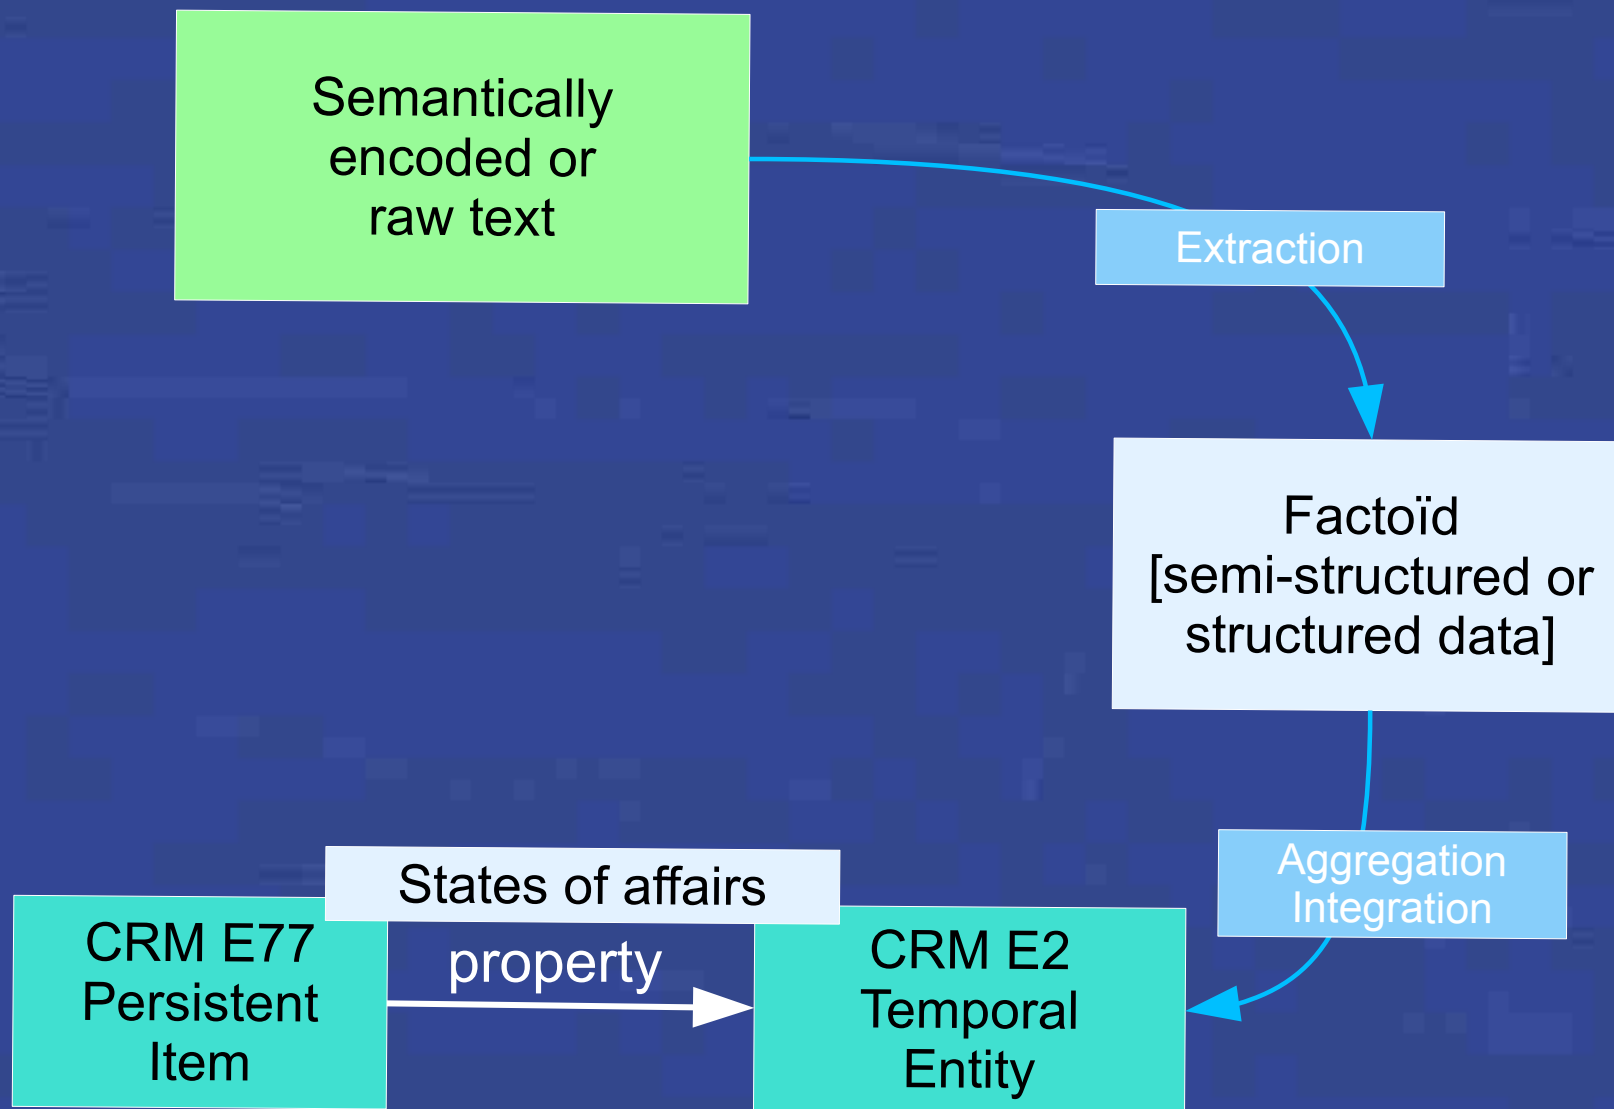 Semantically
encoded or
raw text
Extraction
Factoïd
[semi-structured or
structured data]
Aggregation
Integration
States of affairs
CRM E77
Persistent
Item
property
CRM E2
Temporal
Entity